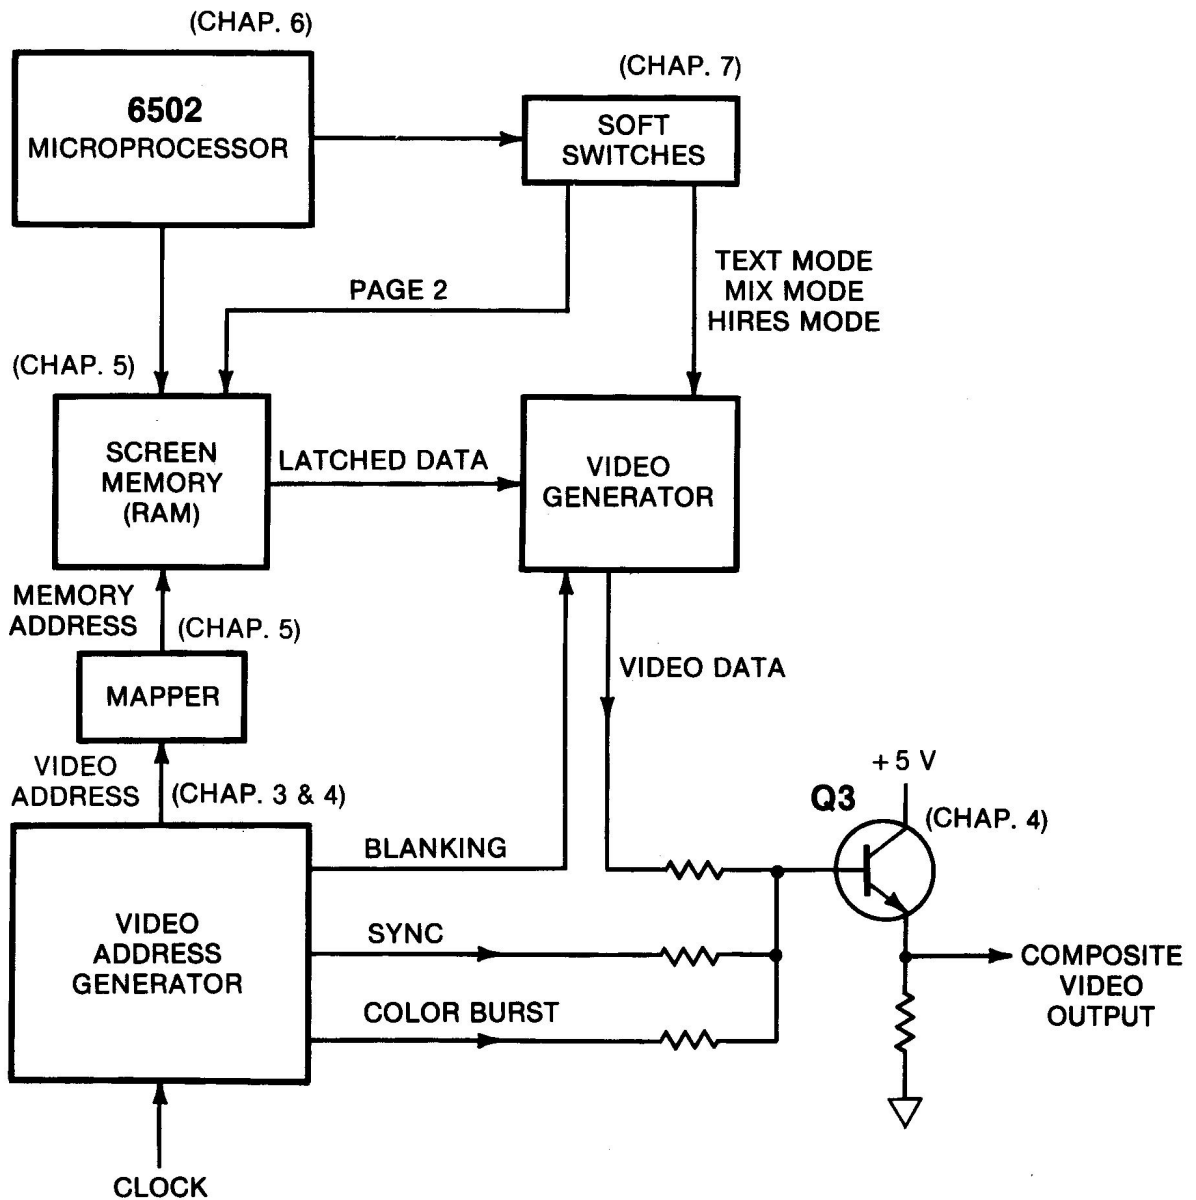 (CHAP. 6)
6502
MICROPROCESSOR
(CHAP. 7)
SOFT
SWITCHES
PAGE 2
TEXT MODE
MIX MODE
HIRES MODE
(CHAP. 5)
SCREEN
MEMORY
(RAM)
LATCHED DATA
VIDEO
GENERATOR
MEMORY
ADDRESS
(CHAP. 5)
MAPPER
VIDEO DATA
VIDEO
ADDRESS
(CHAP. 3 & 4)
+5 V
Q3
(CHAP. 4)
BLANKING
VIDEO
ADDRESS
GENERATOR
SYNC
COLOR BURST
COMPOSITE
VIDEO
OUTPUT
CLOCK